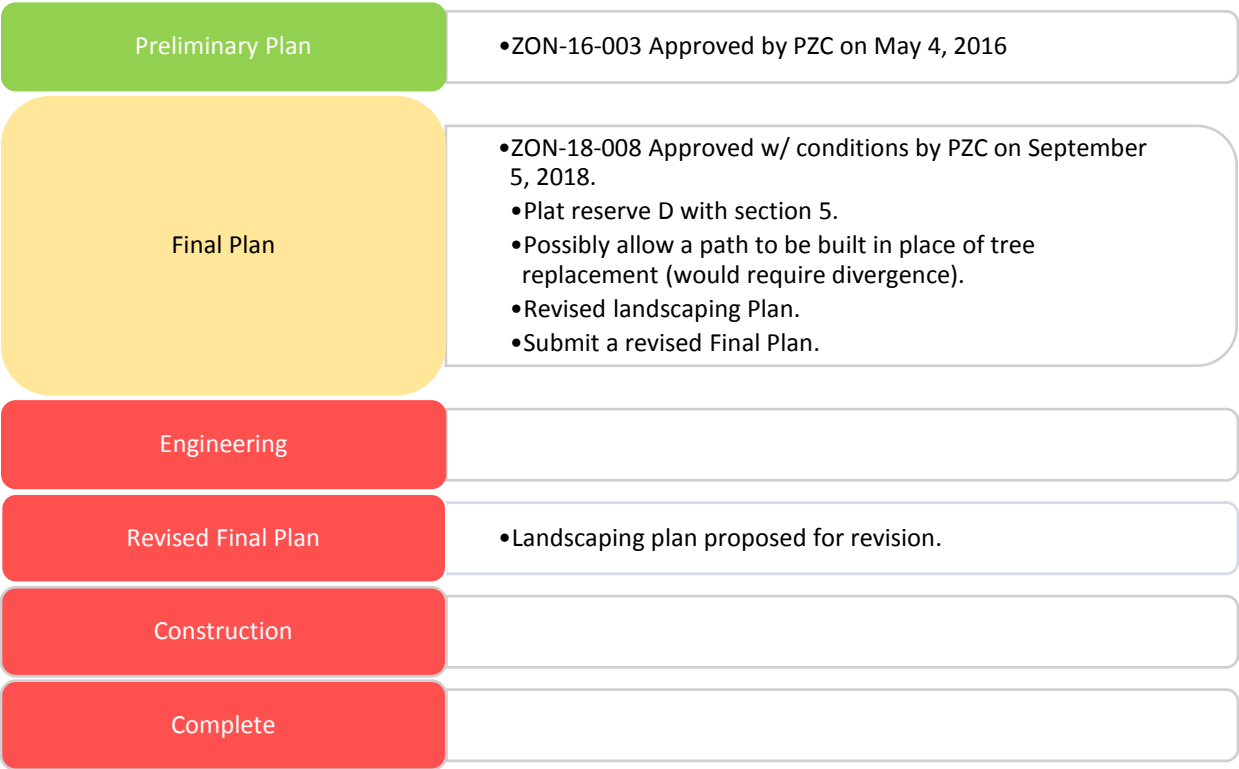 Preliminary Plan
•ZON-16-003 Approved by PZC on May 4, 2016
Final Plan
•ZON-18-008 Approved w/ conditions by PZC on September
5, 2018.
•Plat reserve D with section 5.
•Possibly allow a path to be built in place of tree
replacement (would require divergence).
•Revised landscaping Plan.
•Submit a revised Final Plan.
Engineering
Revised Final Plan
•Landscaping plan proposed for revision.
Construction
Complete